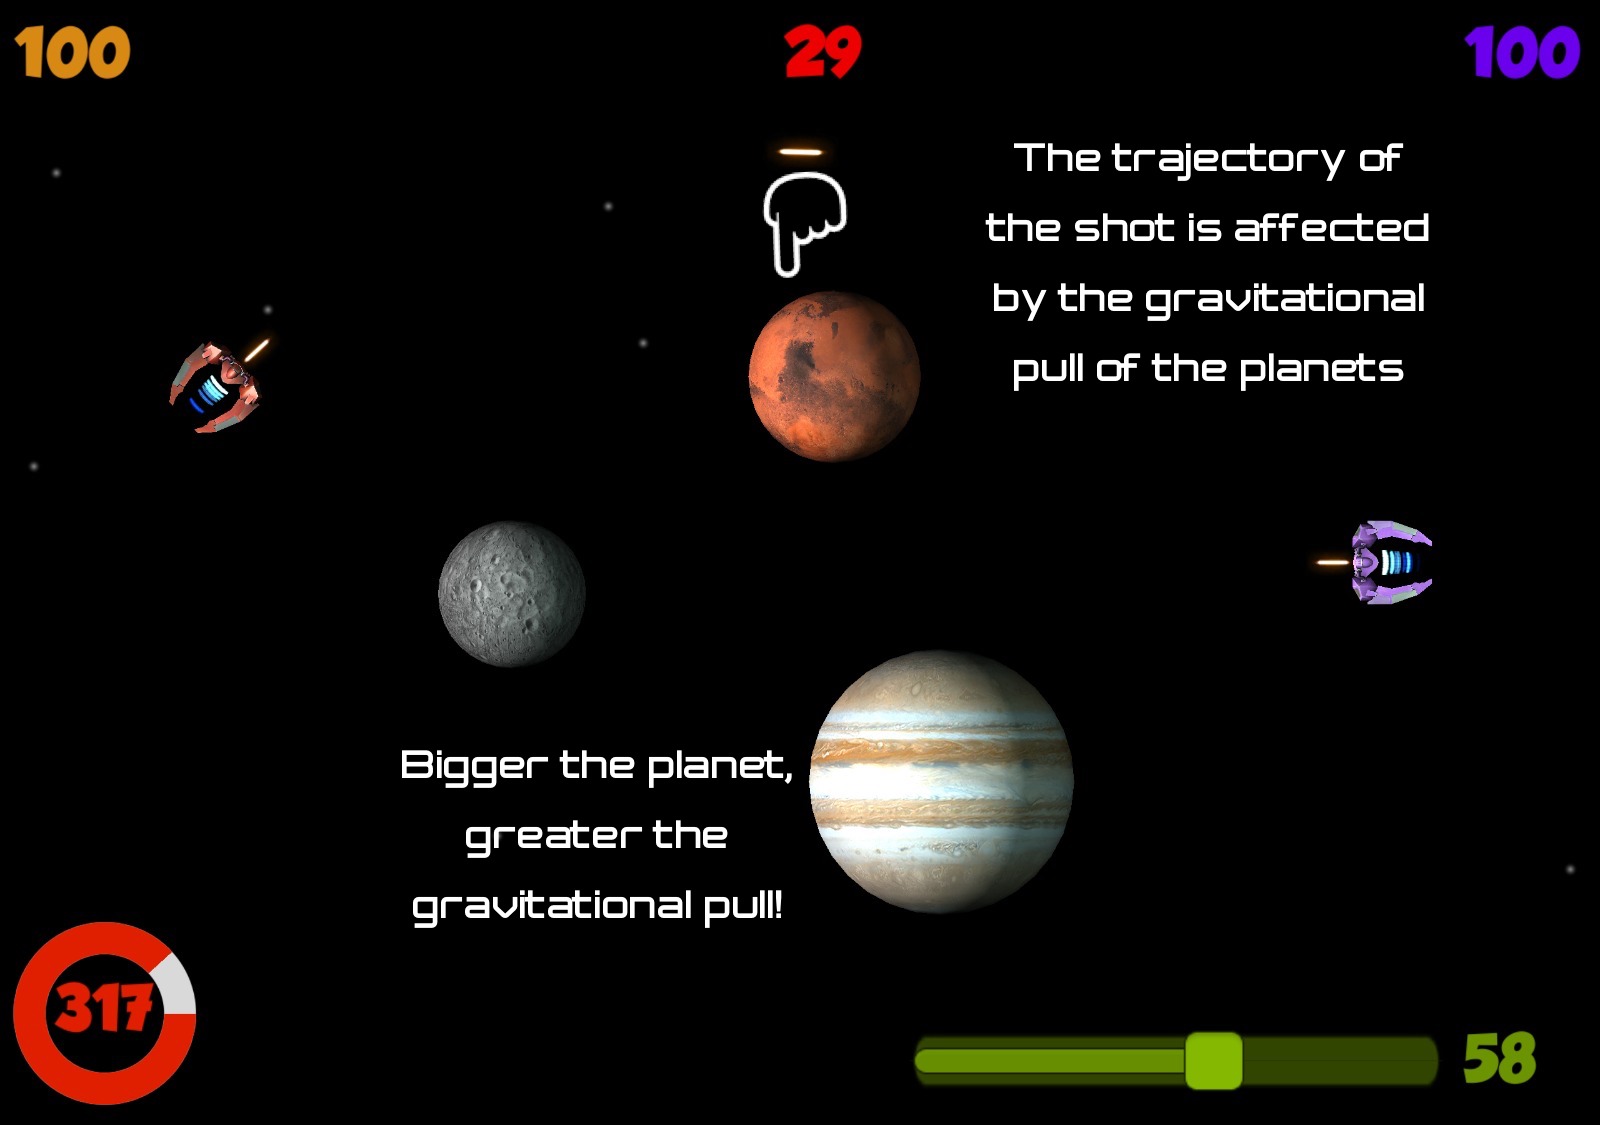 100
29
100
The trajectory of
the shot is affected
by the gravitational
pull of the planets
Bigger the planet,
greater the
gravitational pull!
317
58